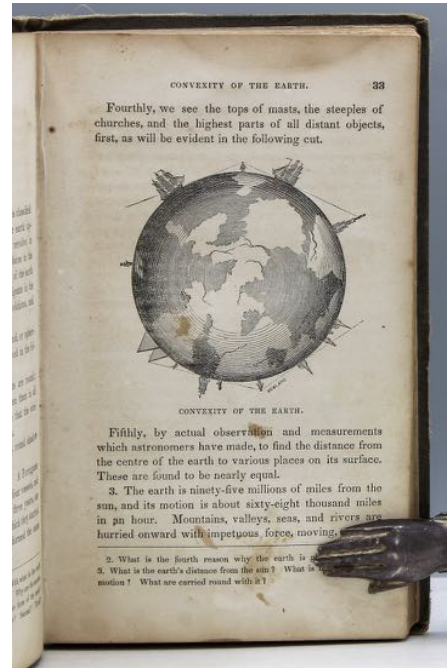 CONVEXITY OF THE EARTH. 33
Fourthly, we see the tops of masts, the steeples of
churches, and the highest parts of all distant objects,
first, as will be evident in the following cut.
CONVEXITY OF THE EARTH.
Fifthly, by actual observation and measurements
which astronomers have made, to find the distance from
the centre of the earth to various places on its surface.
These are found to be nearly equal.
3. The earth is ninety-five millions of miles from the
sun, and its motion is about sixty-eight thousand miles
in an hour. Mountains, valleys, seas, and rivers are
hurried onward with impetuous force, moving,
2. What is the fourth reason why the earth is
3. What is the earth's distance from the sun? What is
motion? What are carried round with it?